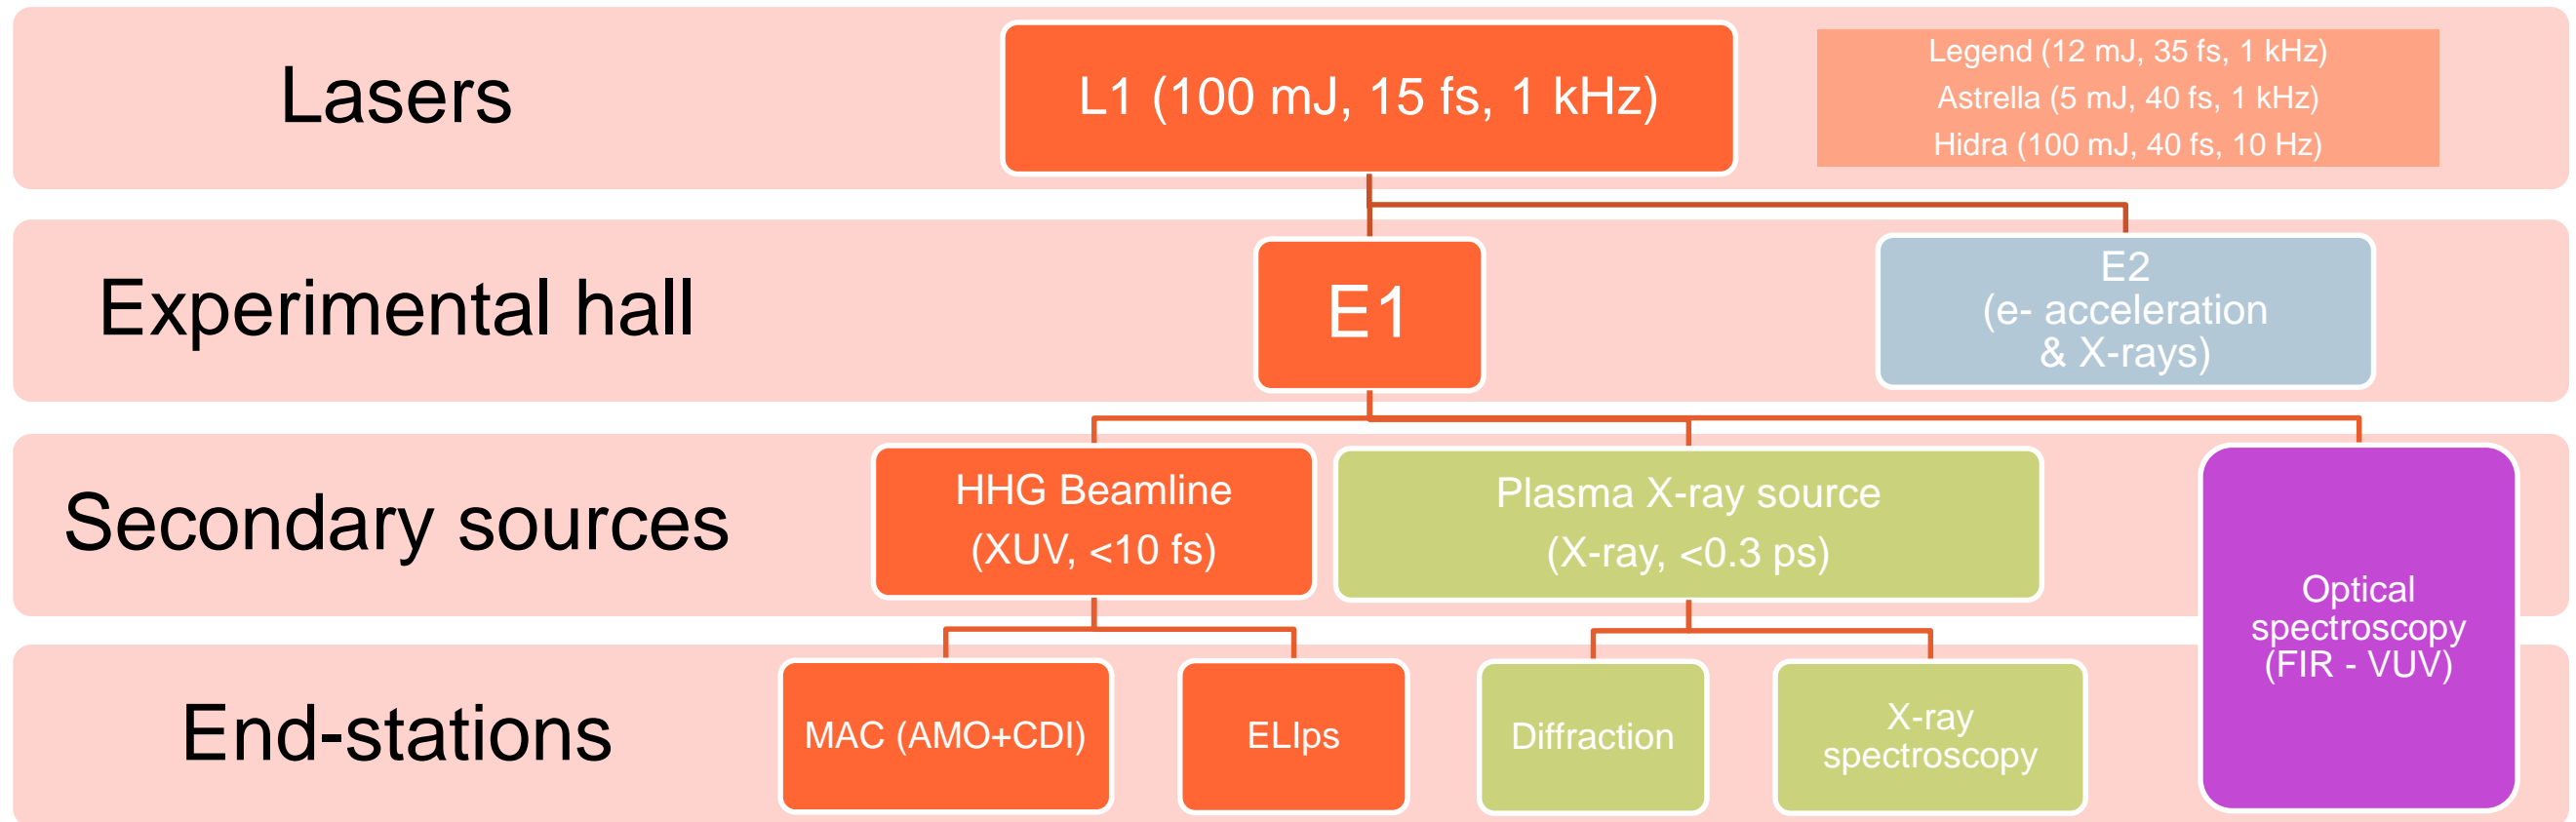 Lasers
L1 (100 mJ, 15 fs, 1 kHz)
Legend (12 mJ, 35 fs, 1 kHz)
Astrella (5 mJ, 40 fs, 1 kHz)
Hidra (100 mJ, 40 fs, 10 Hz)
Experimental hall
E1
E2
(e- acceleration
& X-rays)
Secondary sources
HHG Beamline
(XUV, <10 fs)
Plasma X-ray source
(X-ray, <0.3 ps)
Optical
spectroscopy
(FIR - VUV)
End-stations
MAC (AMO+CDI)
ELIps
Diffraction
X-ray
spectroscopy